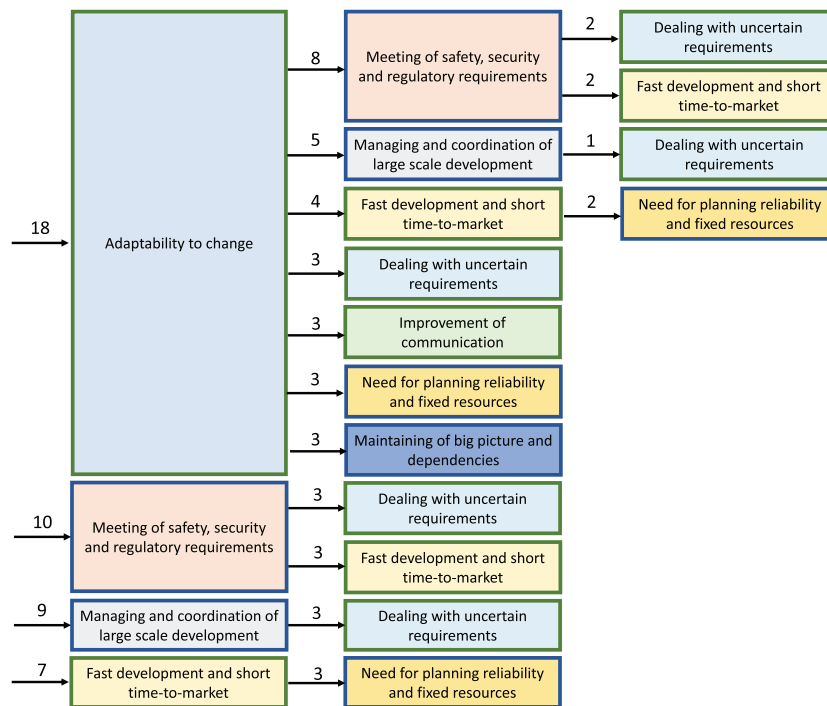 18
Adaptability to change
8
Meeting of safety, security
and regulatory requirements
2
Dealing with uncertain
requirements
2
Fast development and short
time-to-market
5
Managing and coordination of
large scale development
1
Dealing with uncertain
requirements
4
Fast development and short
time-to-market
2
Need for planning reliability
and fixed resources
3
Dealing with uncertain
requirements
3
Improvement of
communication
3
Need for planning reliability
and fixed resources
3
Maintaining of big picture and
dependencies
10
Meeting of safety, security
and regulatory requirements
3
Dealing with uncertain
requirements
3
Fast development and short
time-to-market
9
Managing and coordination of
large scale development
3
Dealing with uncertain
requirements
7
Fast development and short
time-to-market
3
Need for planning reliability
and fixed resources